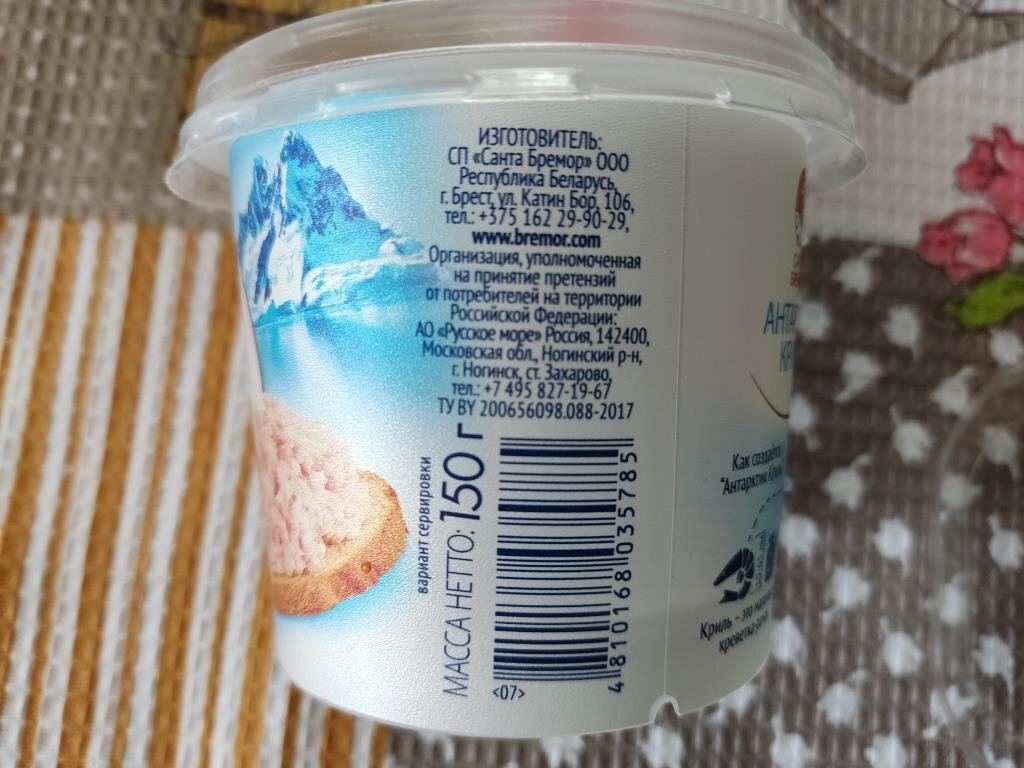 ИЗГОТОВИТЕЛЬ:
СП «Санта Бремор» ООО
Республика Беларусь,
г. Брест, ул. Катин Бор, 106,
тел.: +375 162 29-90-29,
www.bremor.com
Организация, уполномоченная
на принятие претензий
от потребителей на территории
Российской Федерации:
АО «Русское море» Россия, 142400,
Московская обл., Ногинский р-н,
г. Ногинск, ст. Захарово,
тел.: +7 495 827-19-67
ТУ BY 200656098.088-2017
вариант сервировки
МАССА НЕТТО: 150 г
4 810168 035785
<07>
Как
"Антарктик
Криль – это